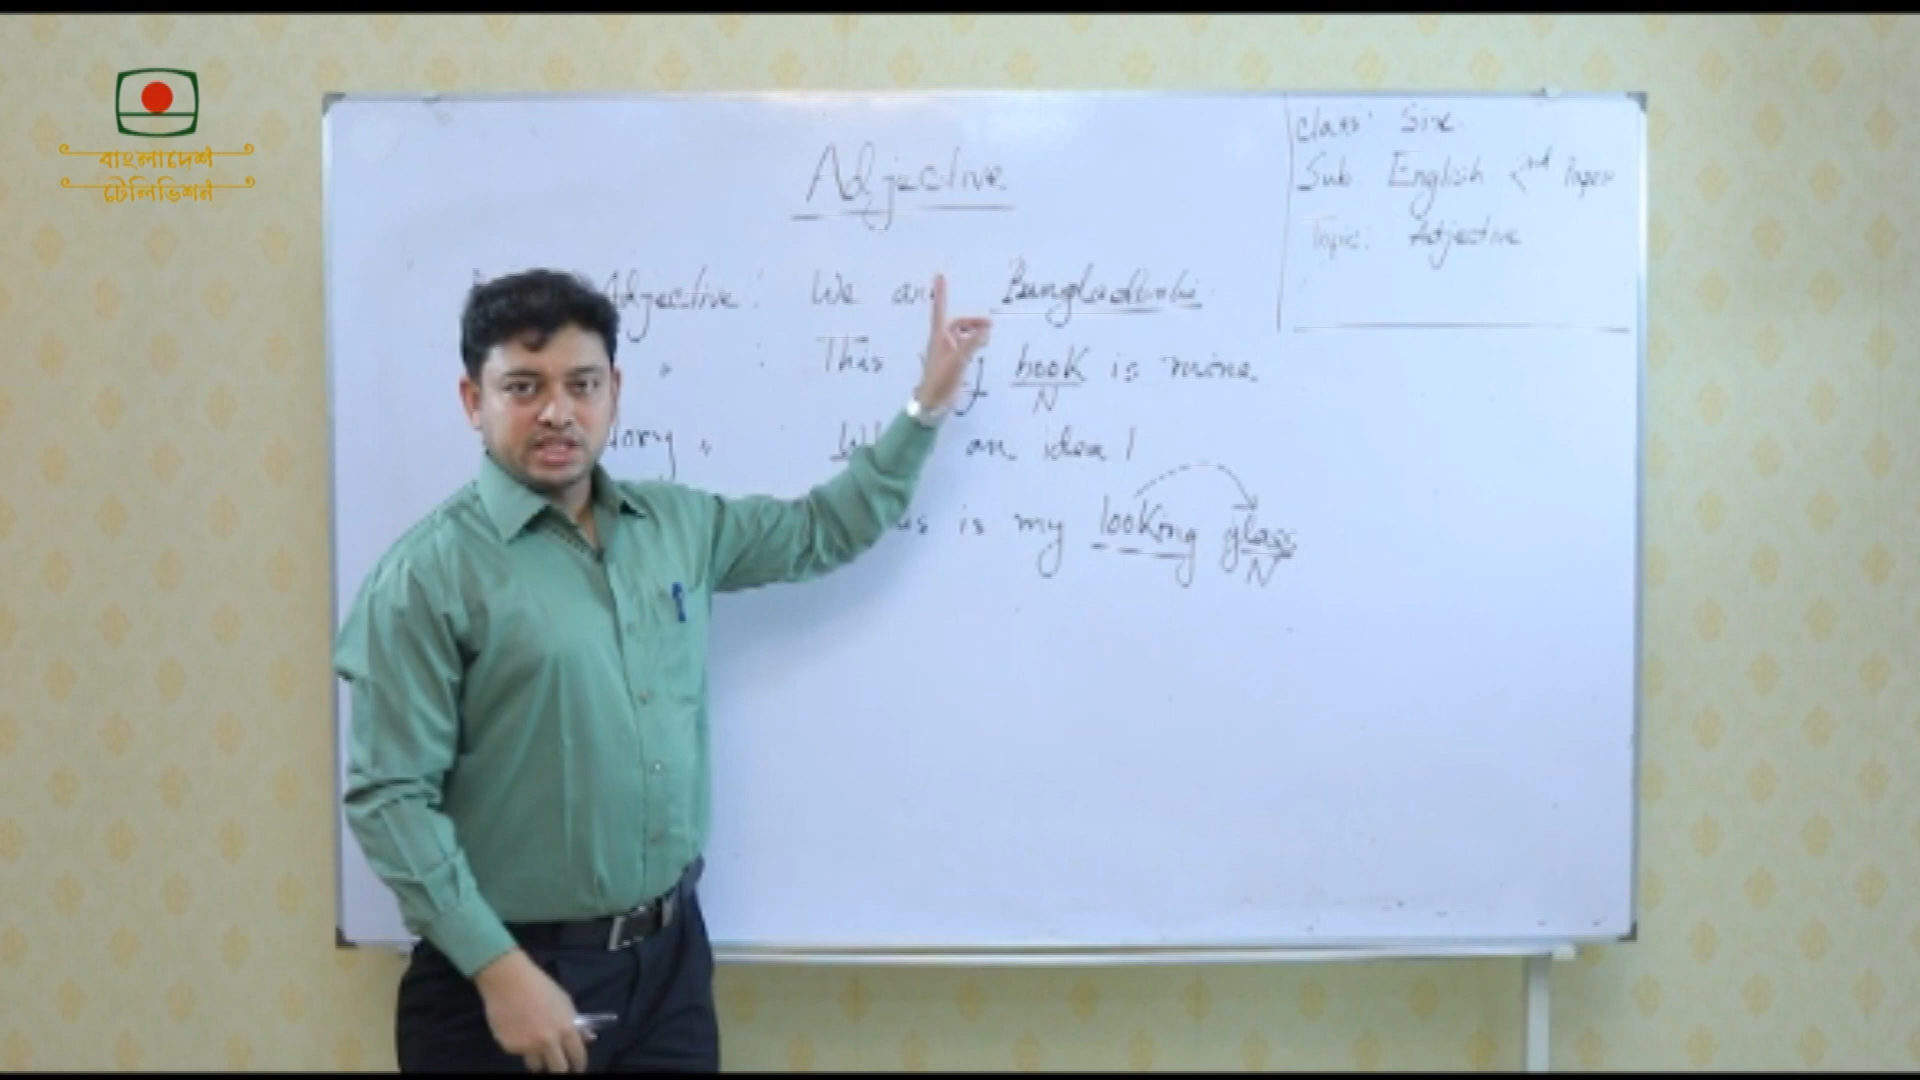 বাংলাদেশ
টেলিভিশন
Adjective
Class: Six
Sub English 2nd Paper
Topic: Adjective
Adjective: We are Bangladeshi.
: This book is mine.
an idea!
is my looking glass
N
N